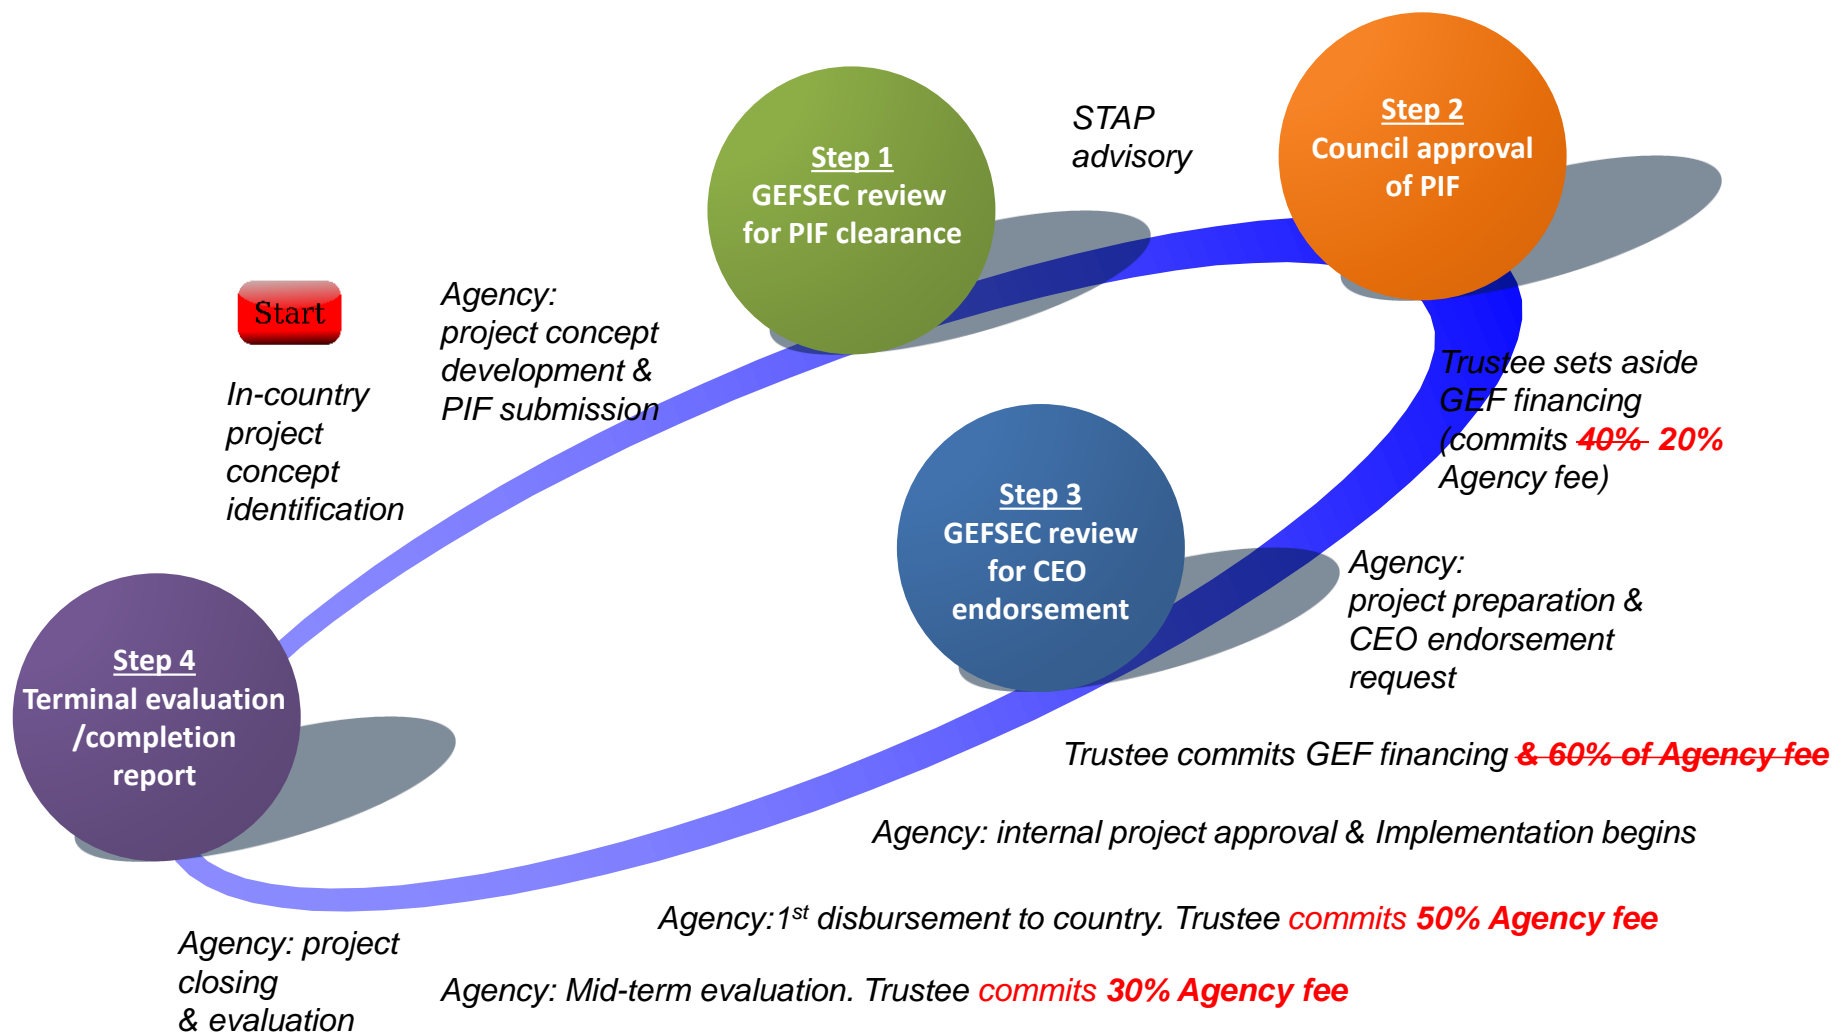 Start
In-country
project
concept
identification
Agency:
project concept
development &
PIF submission
Step 1
GEFSEC review
for PIF clearance
STAP
advisory
Step 2
Council approval
of PIF
Trustee sets aside
GEF financing
(commits 40% 20%
Agency fee)
Agency:
project preparation &
CEO endorsement
request
Step 3
GEFSEC review
for CEO
endorsement
Trustee commits GEF financing & 60% of Agency fee
Agency: internal project approval & Implementation begins
Agency:1st disbursement to country. Trustee commits 50% Agency fee
Agency: Mid-term evaluation. Trustee commits 30% Agency fee
Agency: project
closing
& evaluation
Step 4
Terminal evaluation
/completion
report